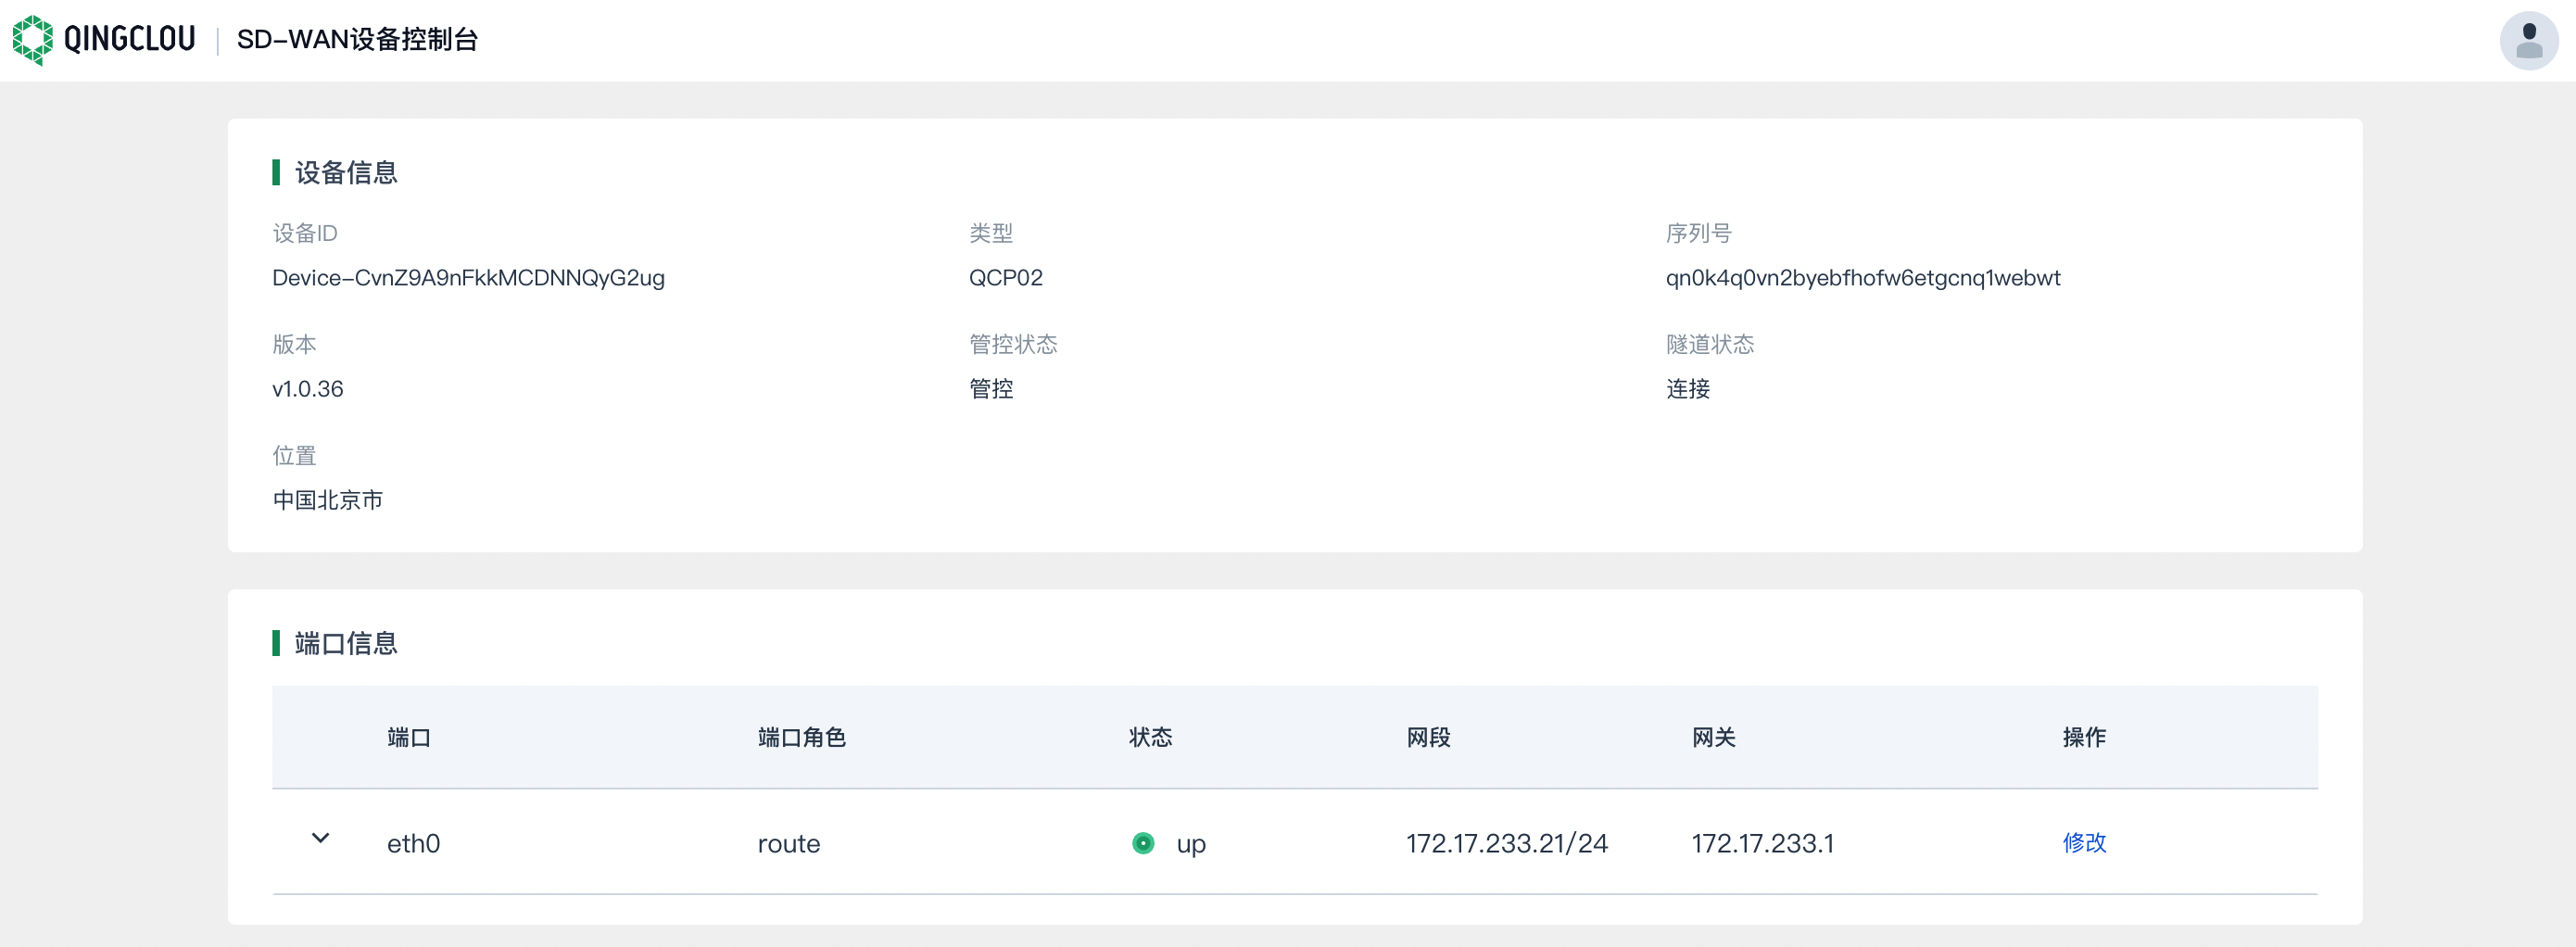 QINGCLOU | SD-WAN设备控制台
设备信息
设备ID 类型 序列号
Device-CvnZ9A9nFkkMCDNNQyG2ug QCP02 qn0k4q0vn2byebfhofw6etgcnq1webwt
版本 管控状态 隧道状态
v1.0.36 管控 连接
位置
中国北京市
端口信息
端口 端口角色 状态 网段 网关 操作
eth0 route up 172.17.233.21/24 172.17.233.1 修改